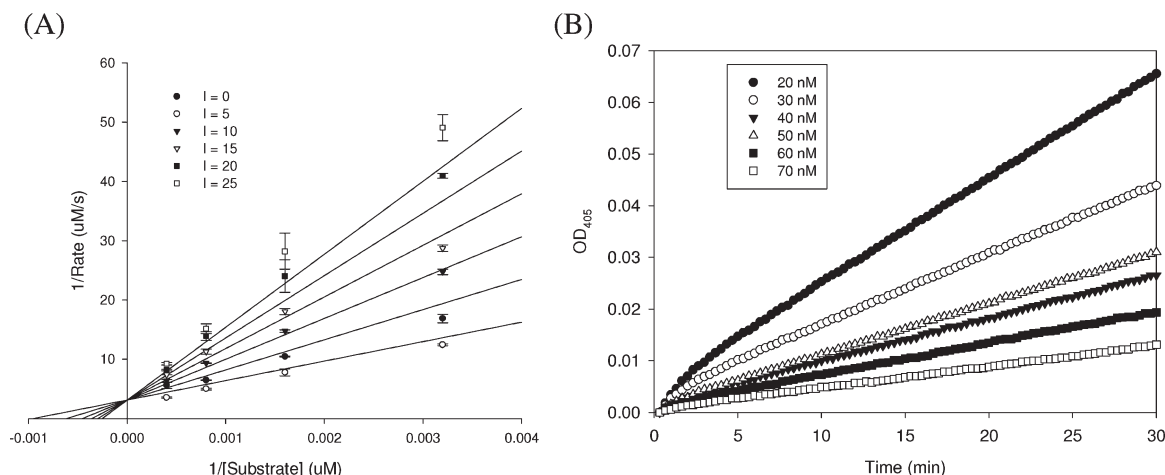 (A)
60
50
40
30
20
10
1/Rate (uM/s)
I = 0
I = 5
I = 10
I = 15
I = 20
I = 25
-0.001
0.000
0.001
0.002
0.003
0.004
1/[Substrate] (uM)
(B)
0.07
0.06
0.05
0.04
0.03
0.02
0.01
0.00
OD405
20 nM
30 nM
40 nM
50 nM
60 nM
70 nM
0
5
10
15
20
25
30
Time (min)